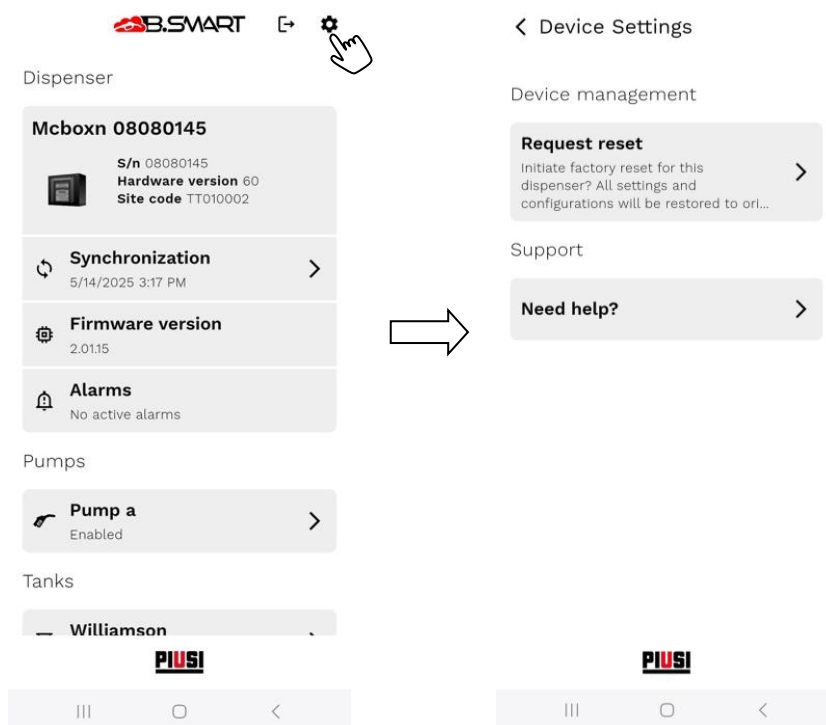 B.SMART
Dispenser
Mcboxn 08080145
S/n 08080145
Hardware version 60
Site code TT010002
Synchronization
5/14/2025 3:17 PM
Firmware version
2.01.15
Alarms
No active alarms
Pumps
Pump a
Enabled
Tanks
Williamson
PIUSI
Device Settings
Device management
Request reset
Initiate factory reset for this
dispenser? All settings and
configurations will be restored to ori...
Support
Need help?
PIUSI